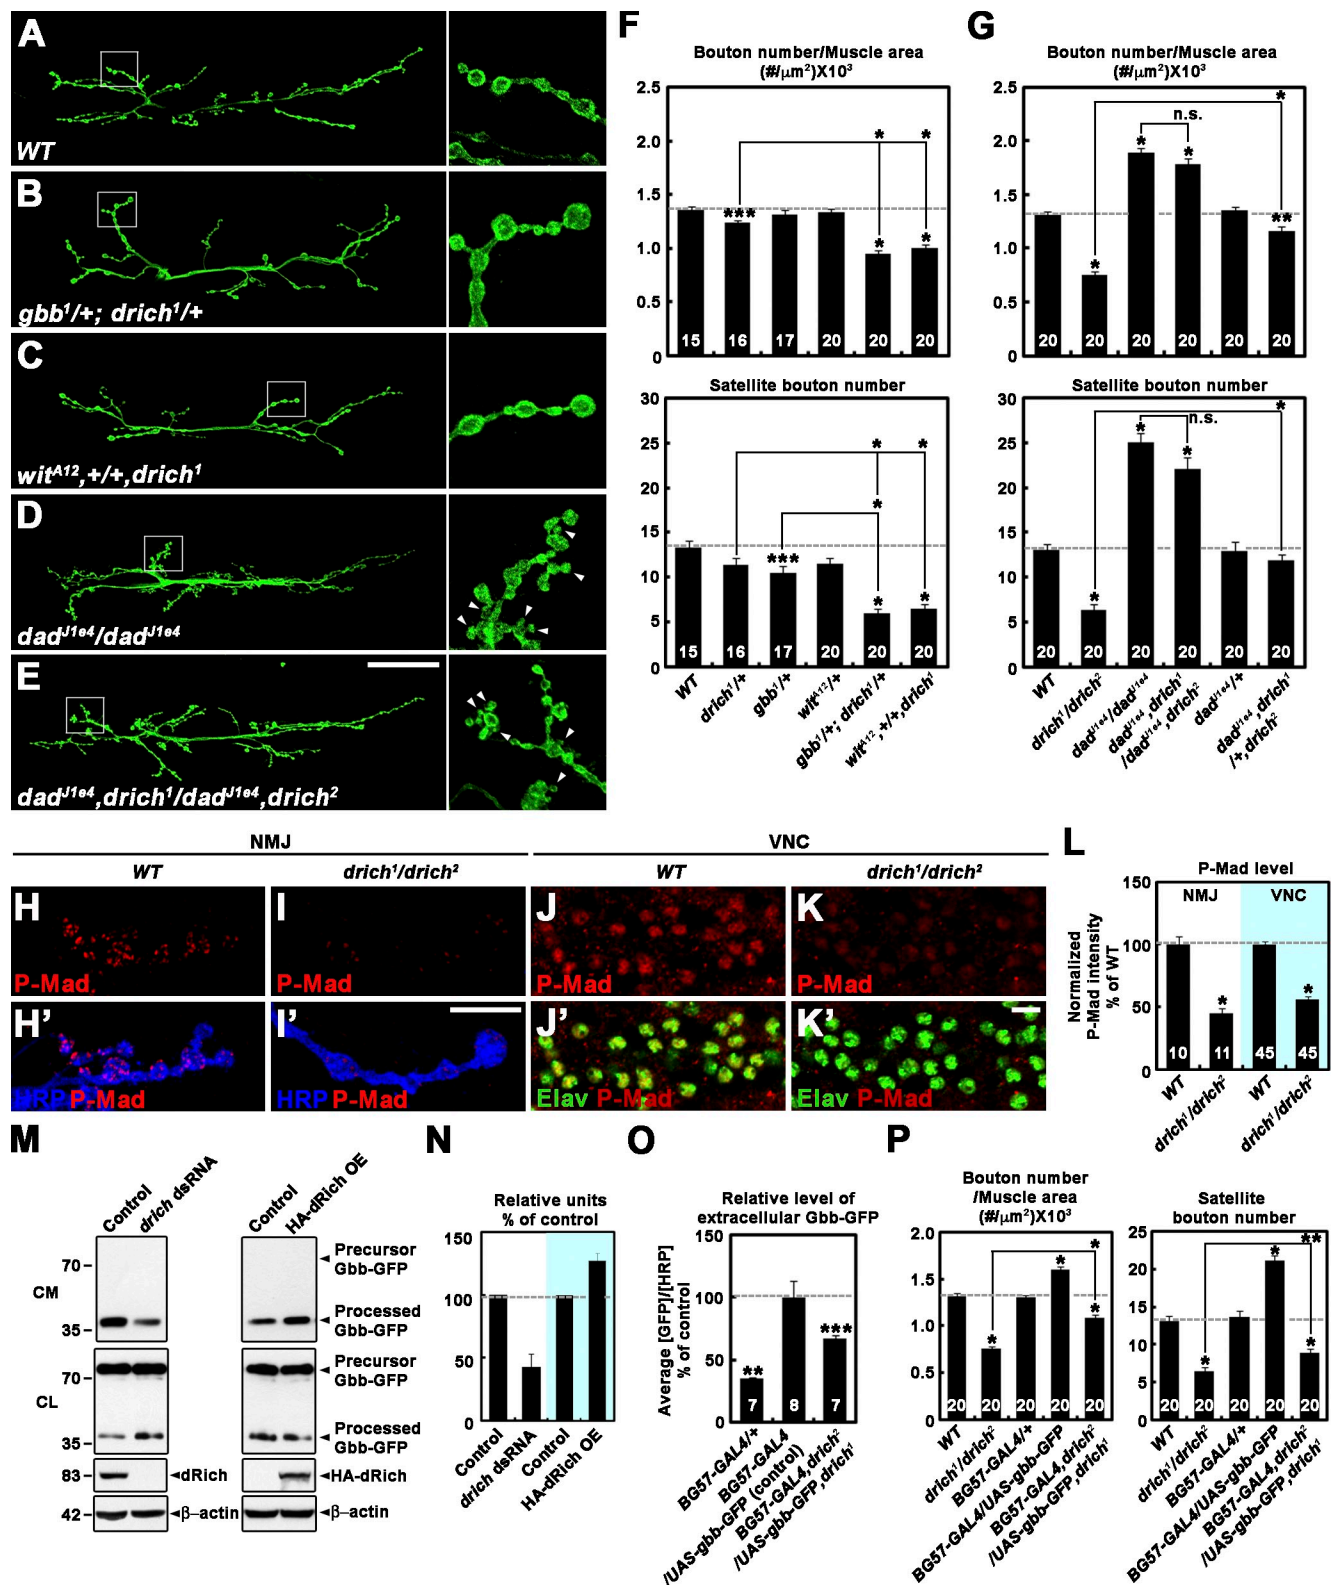 A
WT
B
gbb¹/+; drich¹/+
C
witᴬ¹²,+/+,drich¹
D
dadᴶ¹ᵉ⁴/dadᴶ¹ᵉ⁴
E
dadᴶ¹ᵉ⁴,drich¹/dadᴶ¹ᵉ⁴,drich²
F
Bouton number/Muscle area
(#/μm²)X10³
2.5
2.0
1.5
1.0
0.5
0
* *
*** * *
15 16 17 20 20 20
Satellite bouton number
30
25
20
15
10
5
0
* *
*
*** * *
15 16 17 20 20 20
WT
drich¹/+
gbb¹/+
witᴬ¹²/+
gbb¹/+; drich¹/+
witᴬ¹²,+/+,drich¹
G
Bouton number/Muscle area
(#/μm²)X10³
2.5
2.0
1.5
1.0
0.5
0
*
n.s.
* * * **
20 20 20 20 20 20
Satellite bouton number
30
25
20
15
10
5
0
*
n.s.
* * *
20 20 20 20 20 20
WT
drich¹/drich²
dadᴶ¹ᵉ⁴/dadᴶ¹ᵉ⁴
dadᴶ¹ᵉ⁴,drich¹
/dadᴶ¹ᵉ⁴,drich²
dadᴶ¹ᵉ⁴/+
dadᴶ¹ᵉ⁴,drich¹
/+,drich²
NMJ
VNC
WT
drich¹/drich²
WT
drich¹/drich²
H
P-Mad
I
P-Mad
J
P-Mad
K
P-Mad
H'
HRP P-Mad
I'
HRP P-Mad
J'
Elav P-Mad
K'
Elav P-Mad
L
P-Mad level
Normalized
P-Mad intensity
% of WT
150
100
50
0
NMJ VNC
* *
10 11 45 45
WT
drich¹/drich²
WT
drich¹/drich²
M
Control
drich dsRNA
Control
HA-dRich OE
CM
70
35
Precursor
Gbb-GFP
Processed
Gbb-GFP
CL
70
35
Precursor
Gbb-GFP
Processed
Gbb-GFP
83
dRich
HA-dRich
42
β-actin
β-actin
N
Relative units
% of control
150
100
50
0
Control
drich dsRNA
Control
HA-dRich OE
O
Relative level of
extracellular Gbb-GFP
Average [GFP]/[HRP]
% of control
150
100
50
0
** ***
7 8 7
BG57-GAL4/+
BG57-GAL4
/UAS-gbb-GFP (control)
BG57-GAL4,drich²
/UAS-gbb-GFP,drich¹
P
Bouton number
/Muscle area
(#/μm²)X10³
2.0
1.5
1.0
0.5
0
*
* * *
20 20 20 20 20
WT
drich¹/drich²
BG57-GAL4/+
BG57-GAL4/UAS-gbb-GFP
BG57-GAL4,drich²
/UAS-gbb-GFP,drich¹
Satellite
bouton number
25
20
15
10
5
0
**
* * *
20 20 20 20 20
WT
drich¹/drich²
BG57-GAL4/+
BG57-GAL4/UAS-gbb-GFP
BG57-GAL4,drich²
/UAS-gbb-GFP,drich¹